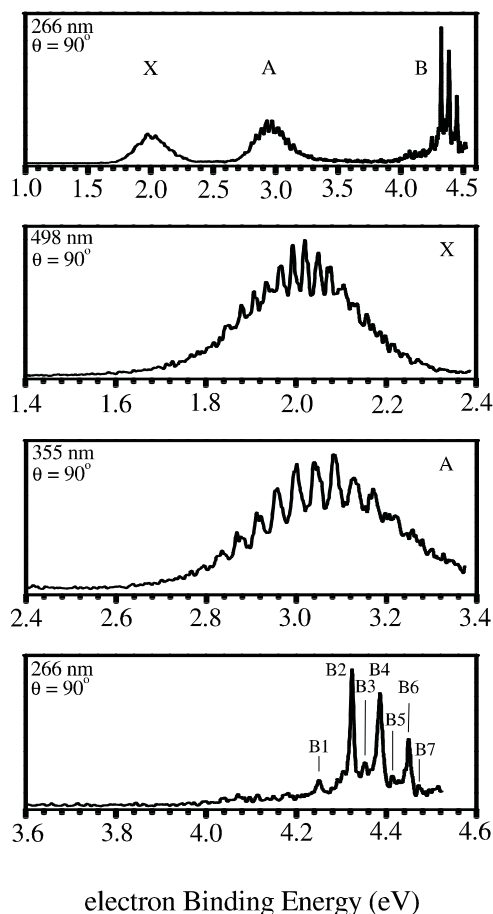 266 nm
θ = 90°
X
A
B
1.0 1.5 2.0 2.5 3.0 3.5 4.0 4.5
498 nm
θ = 90°
X
1.4 1.6 1.8 2.0 2.2 2.4
355 nm
θ = 90°
A
2.4 2.6 2.8 3.0 3.2 3.4
266 nm
θ = 90°
B1
B2
B3
B4
B5
B6
B7
3.6 3.8 4.0 4.2 4.4 4.6
electron Binding Energy (eV)